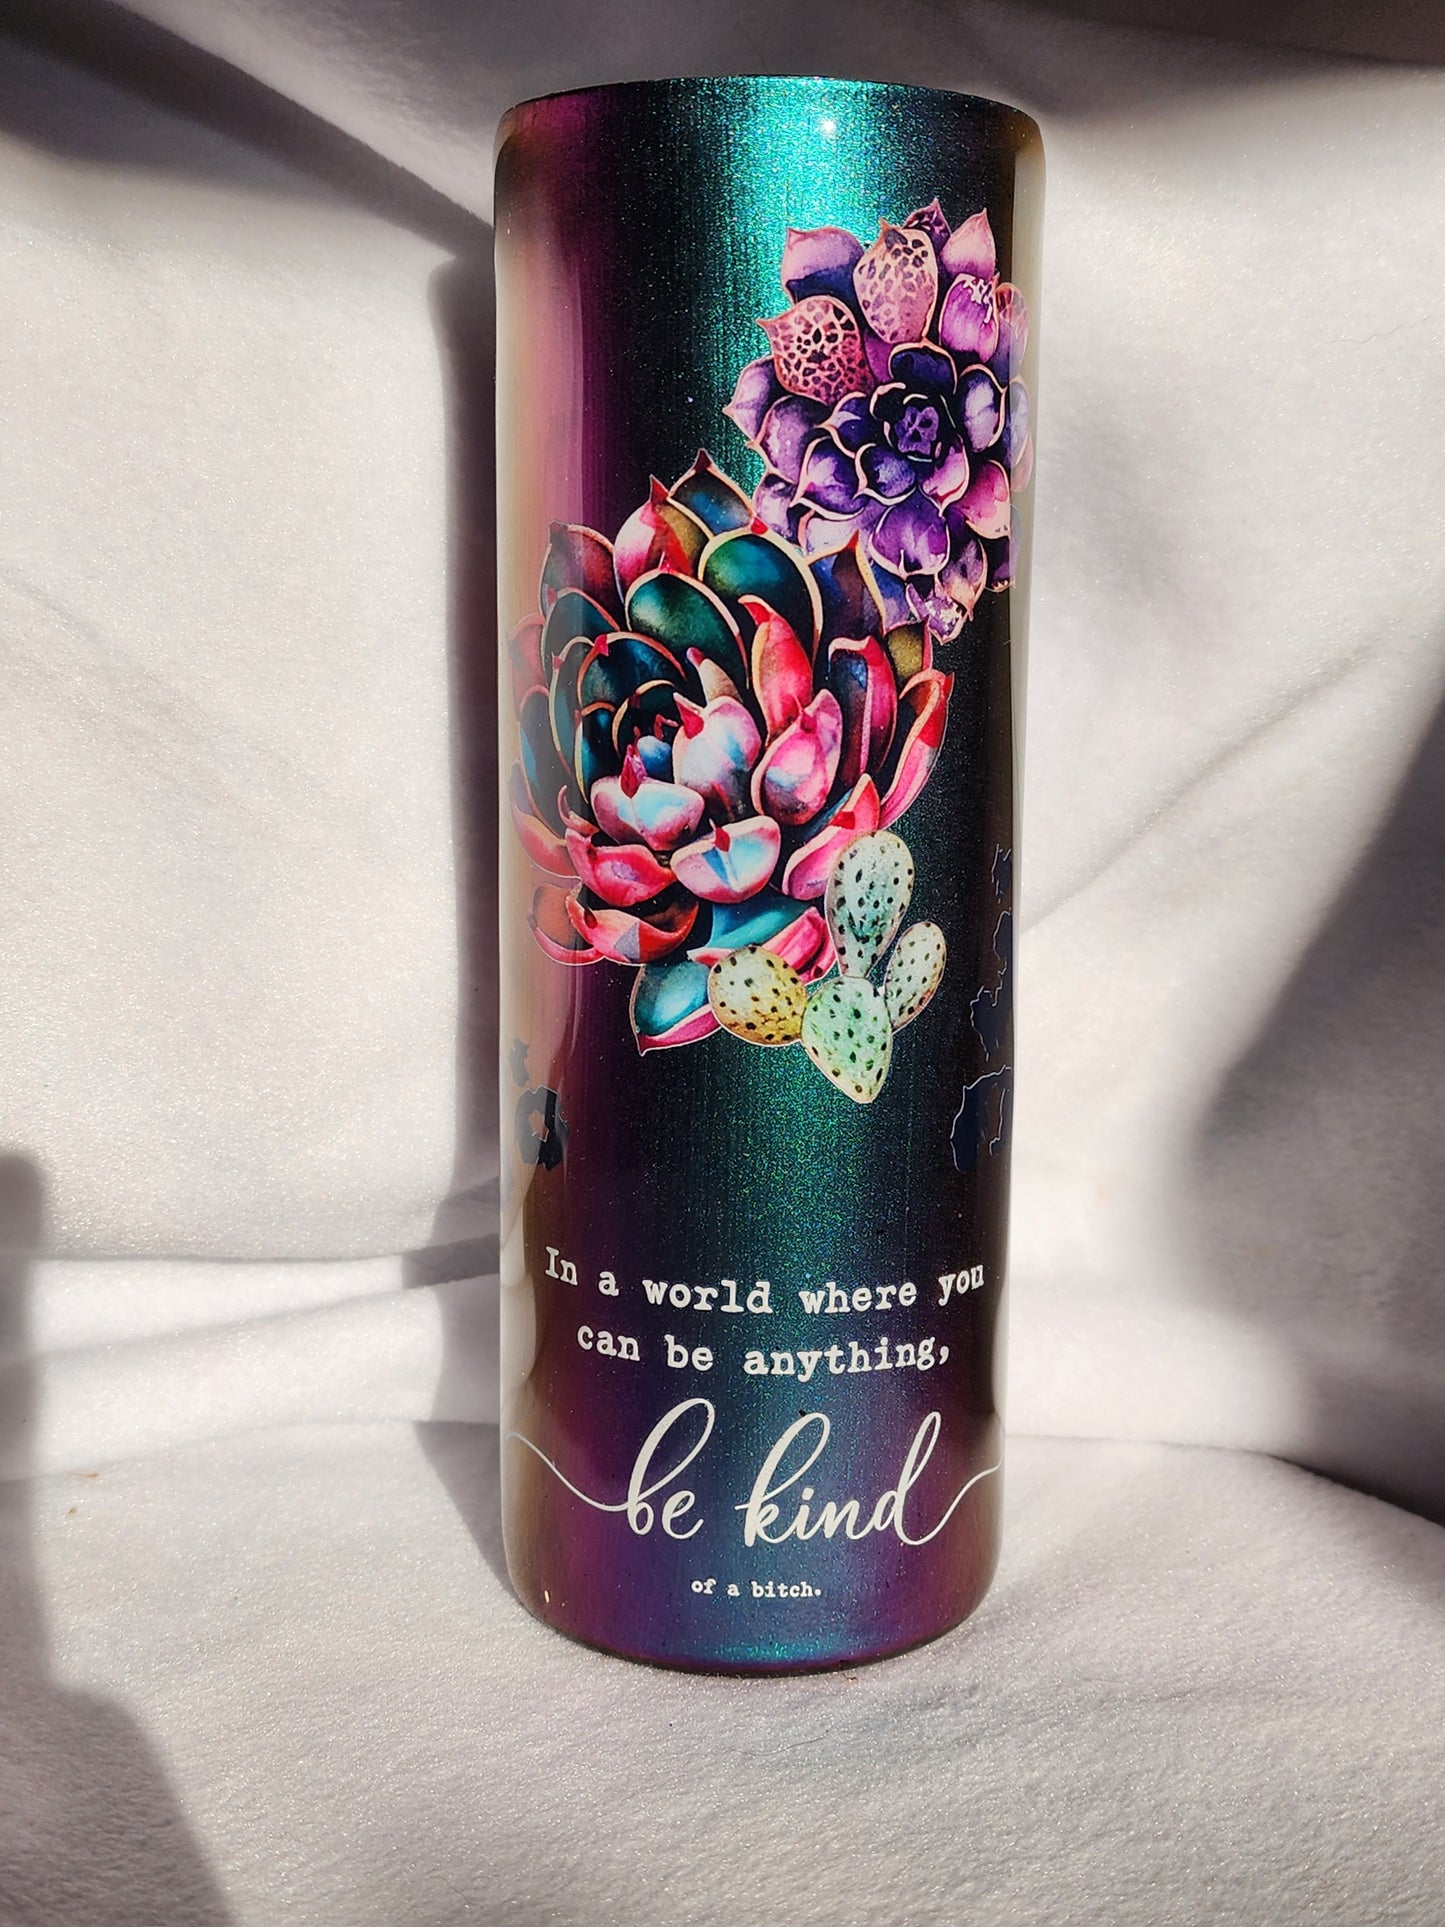 In a world where you
can be anything,
be kind
of a bitch.